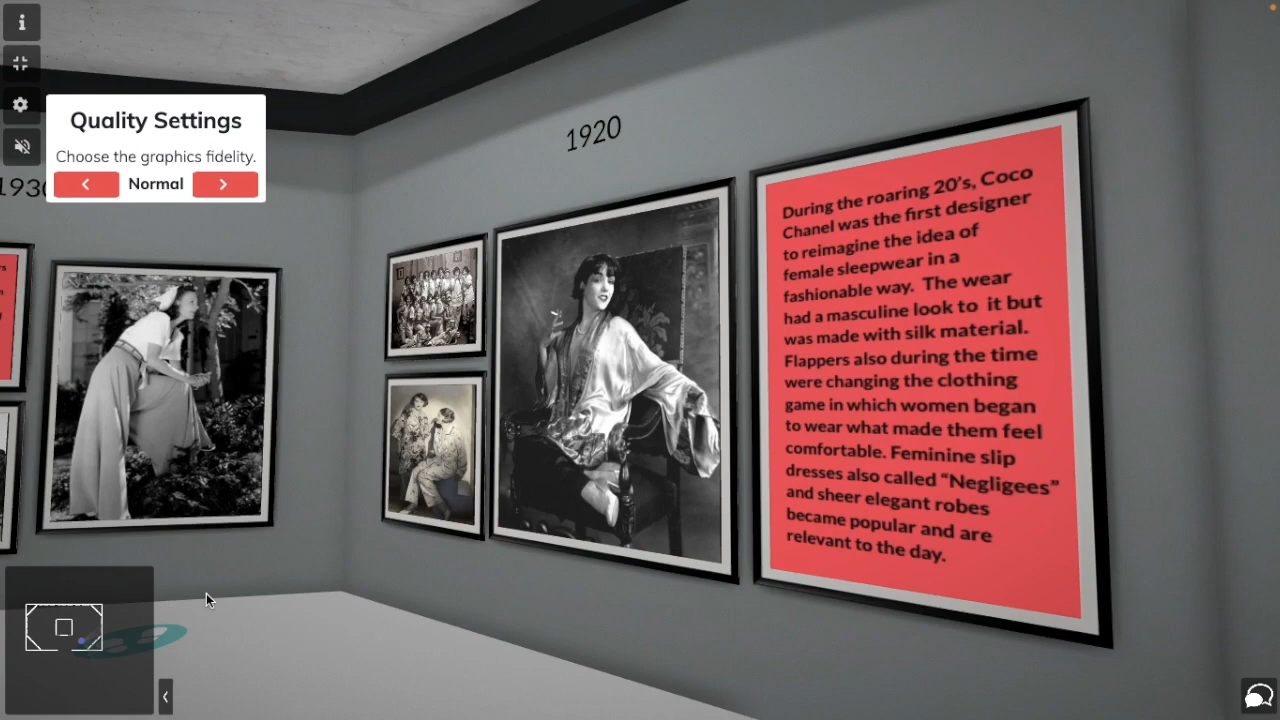 Quality Settings
Choose the graphics fidelity.
Normal
1920
During the roaring 20's, Coco
Chanel was the first designer
to reimagine the idea of
female sleepwear in a
fashionable way. The wear
had a masculine look to it but
was made with silk material.
Flappers also during the time
were changing the clothing
game in which women began
to wear what made them feel
comfortable. Feminine slip
dresses also called “Negligees”
and sheer elegant robes
became popular and are
relevant to the day.